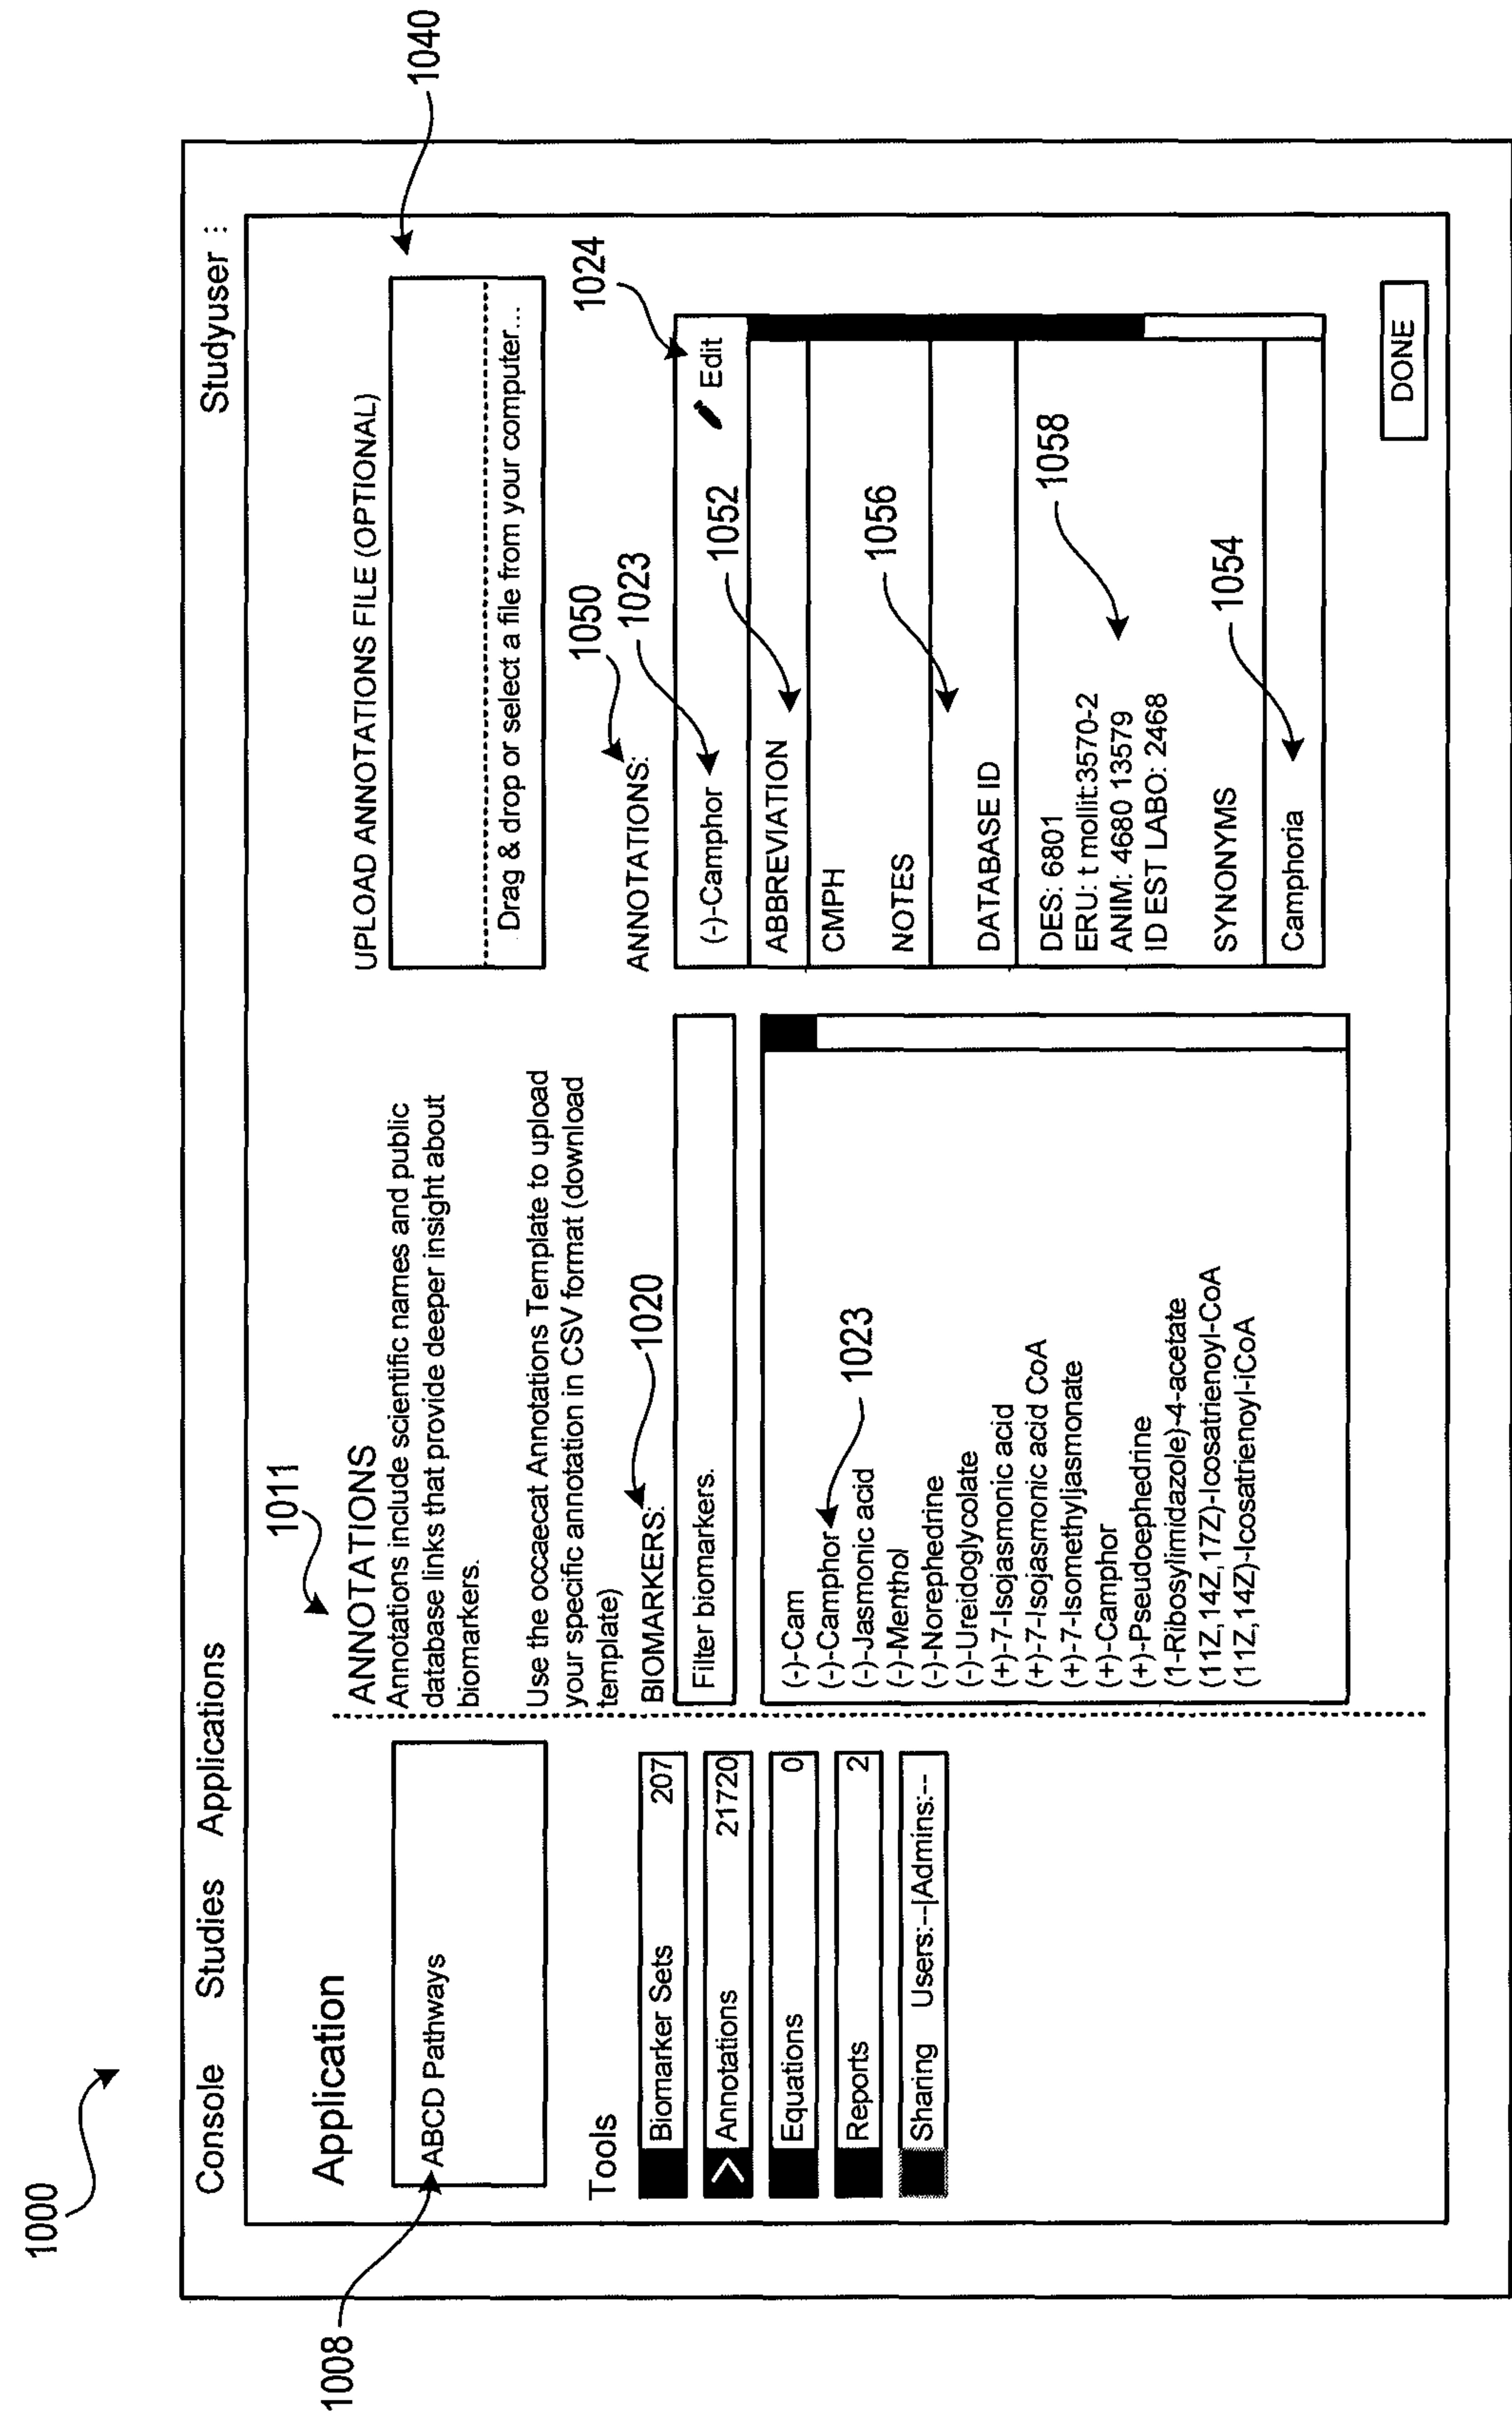 1000
Console Studies Applications Studyuser :
Application
1008
ABCD Pathways
Tools
Biomarker Sets 207
> Annotations 21720
Equations 0
Reports 2
Sharing Users:--|Admins:--
1011
ANNOTATIONS
Annotations include scientific names and public
database links that provide deeper insight about
biomarkers.
Use the occaecat Annotations Template to upload
your specific annotation in CSV format (download
template)
BIOMARKERS:
1020
Filter biomarkers.
(-)-Cam
(-)-Camphor
1023
(-)-Jasmonic acid
(-)-Menthol
(-)-Norephedrine
(-)-Ureidoglycolate
(+)-7-Isojasmonic acid
(+)-7-Isojasmonic acid CoA
(+)-7-Isomethyljasmonate
(+)-Camphor
(+)-Pseudoephedrine
(1-Ribosylimidazole)-4-acetate
(11Z,14Z,17Z)-Icosatrienoyl-CoA
(11Z,14Z)-Icosatrienoyl-iCoA
1040
UPLOAD ANNOTATIONS FILE (OPTIONAL)
Drag & drop or select a file from your computer...
1050
ANNOTATIONS:
1023
1024
(-)-Camphor Edit
1052
ABBREVIATION
CMPH
1056
NOTES
DATABASE ID
1058
DES: 6801
ERU: t mollit:3570-2
ANIM: 4680 13579
ID EST LABO: 2468
SYNONYMS
1054
Camphoria
DONE